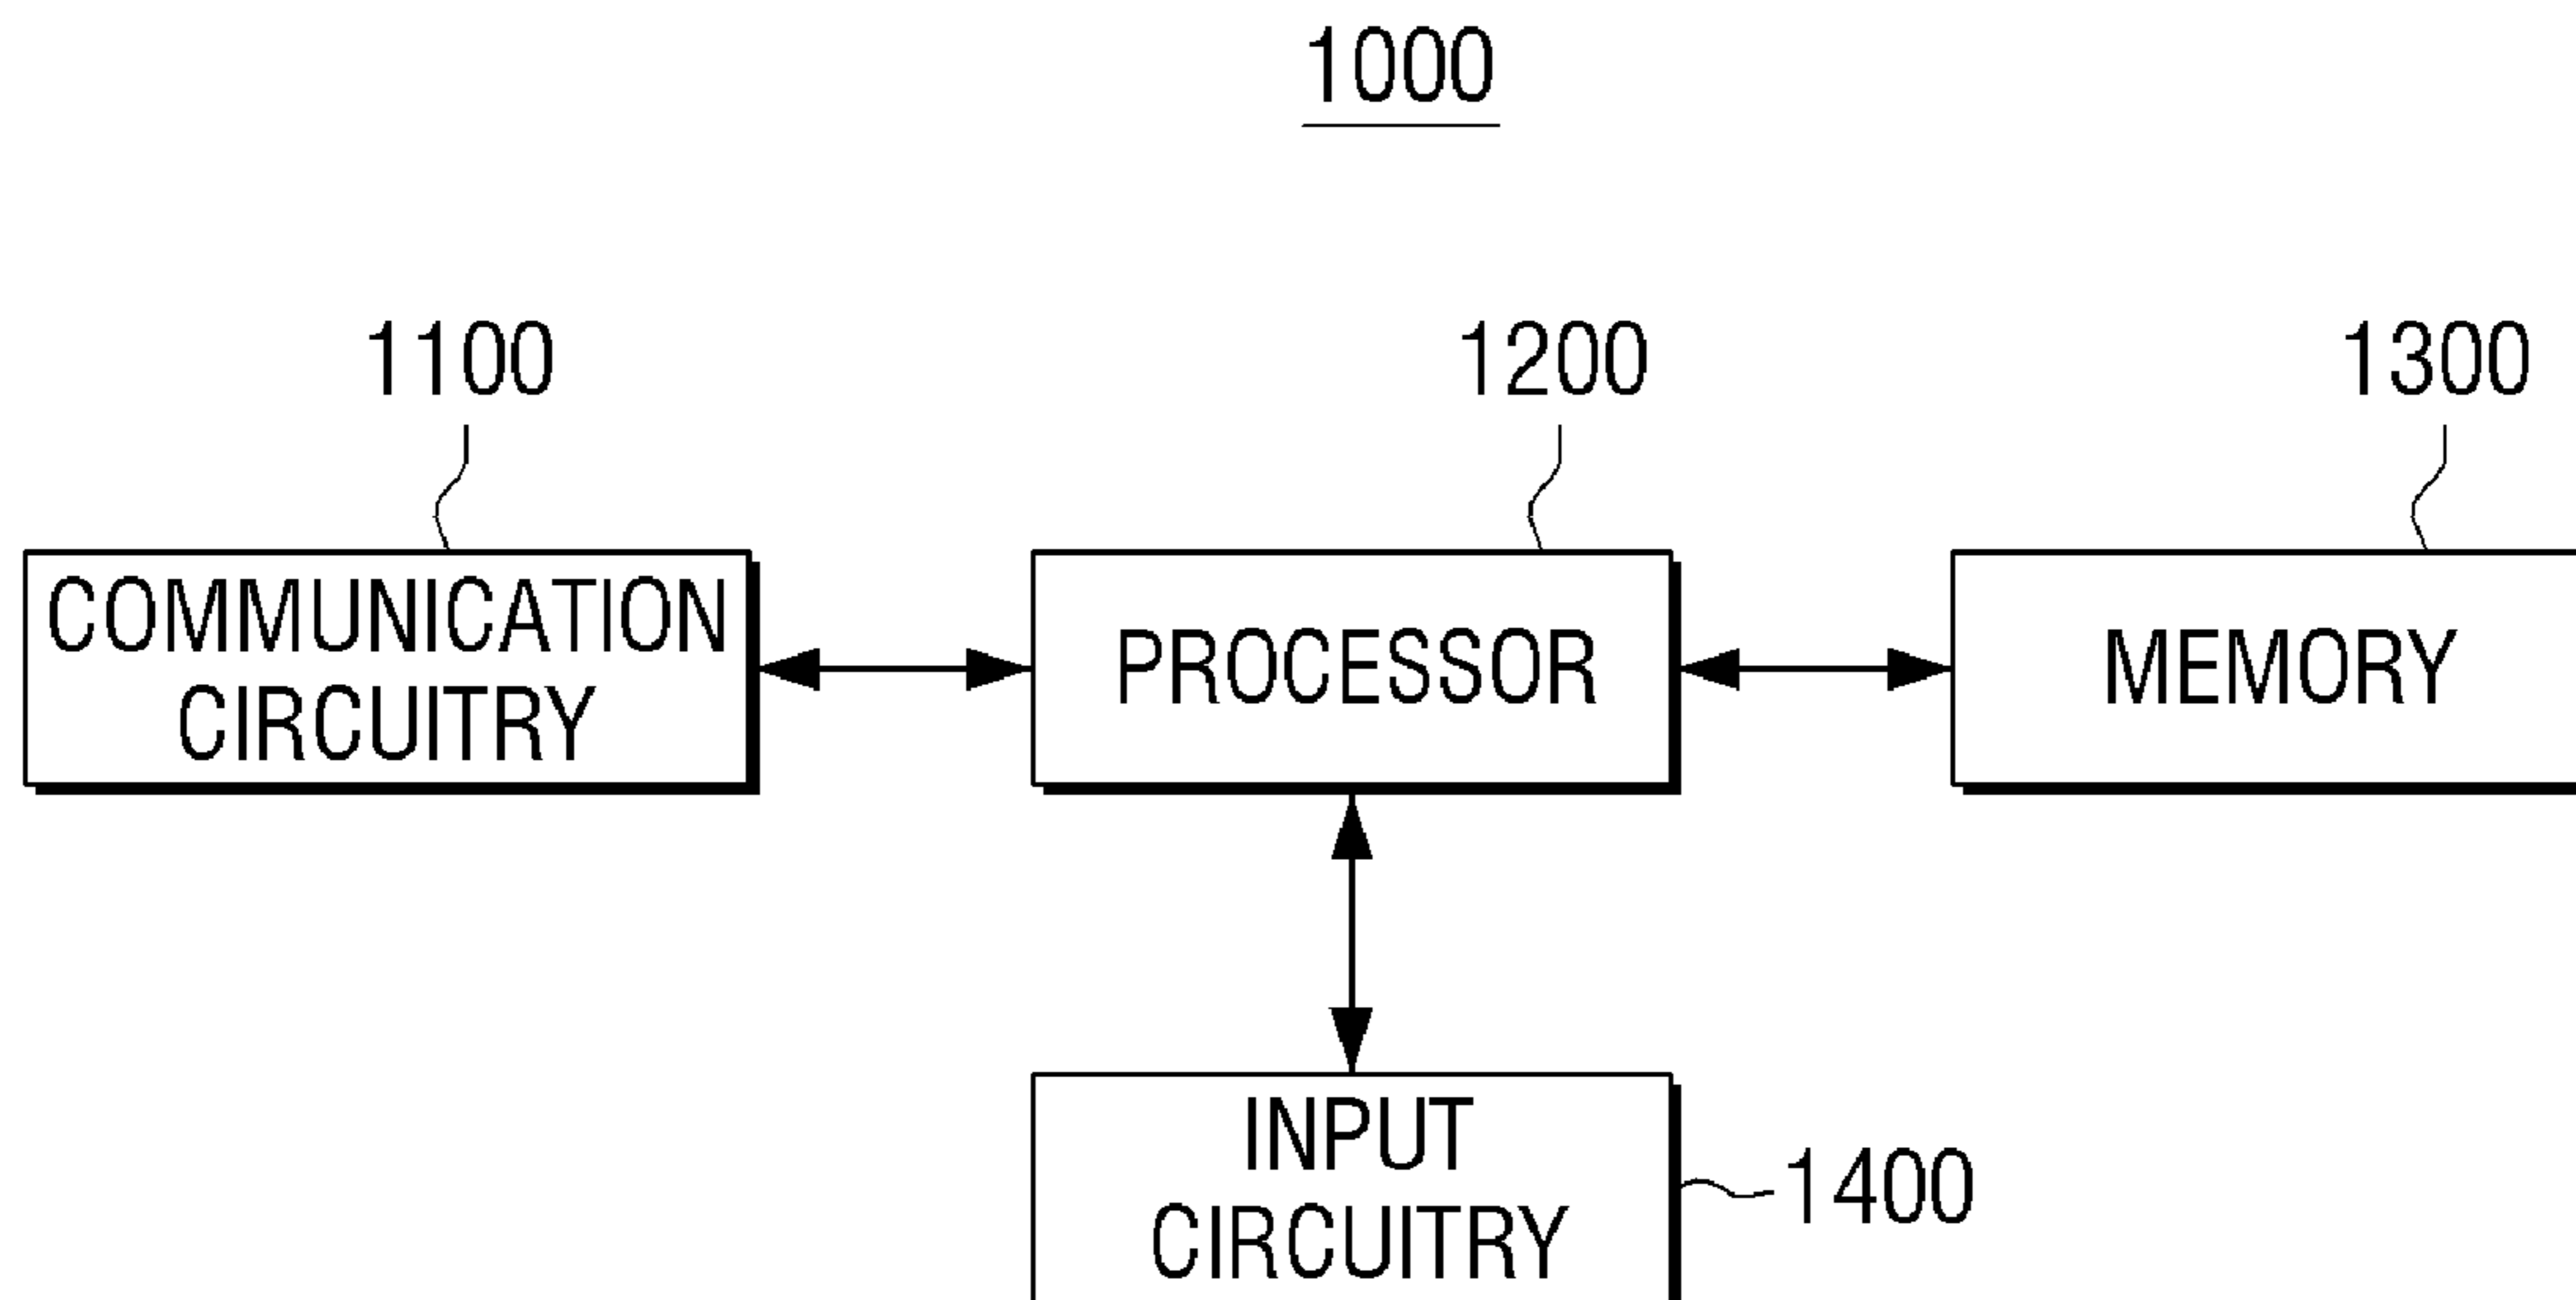 1000
1100
1200
1300
COMMUNICATION
CIRCUITRY
PROCESSOR
MEMORY
INPUT
CIRCUITRY
1400